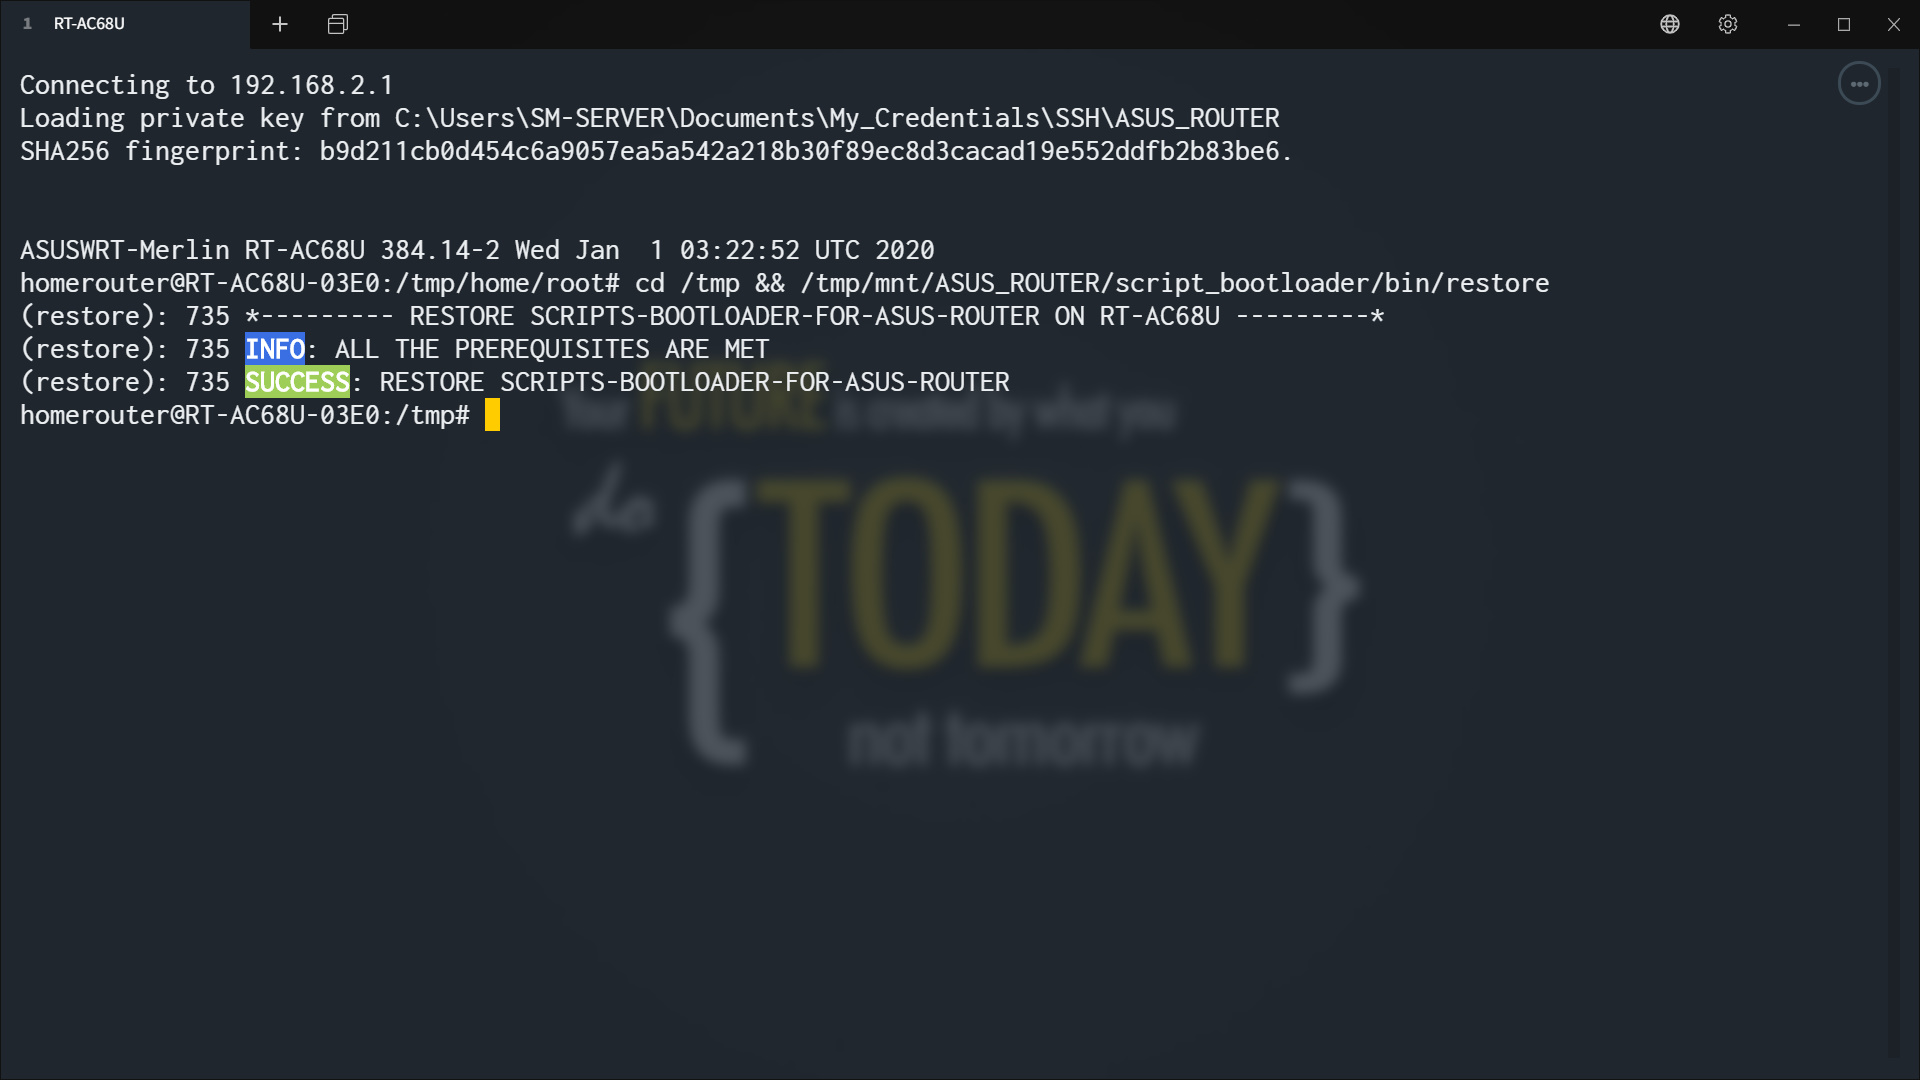 1 RT-AC68U
Connecting to 192.168.2.1
Loading private key from C:\Users\SM-SERVER\Documents\My_Credentials\SSH\ASUS_ROUTER
SHA256 fingerprint: b9d211cb0d454c6a9057ea5a542a218b30f89ec8d3cacad19e552ddfb2b83be6.
ASUSWRT-Merlin RT-AC68U 384.14-2 Wed Jan  1 03:22:52 UTC 2020
homerouter@RT-AC68U-03E0:/tmp/home/root# cd /tmp && /tmp/mnt/ASUS_ROUTER/script_bootloader/bin/restore
(restore): 735 *--------- RESTORE SCRIPTS-BOOTLOADER-FOR-ASUS-ROUTER ON RT-AC68U ---------*
(restore): 735 INFO: ALL THE PREREQUISITES ARE MET
(restore): 735 SUCCESS: RESTORE SCRIPTS-BOOTLOADER-FOR-ASUS-ROUTER
homerouter@RT-AC68U-03E0:/tmp#
Your FUTURE is created by what you
do {TODAY}
not tomorrow